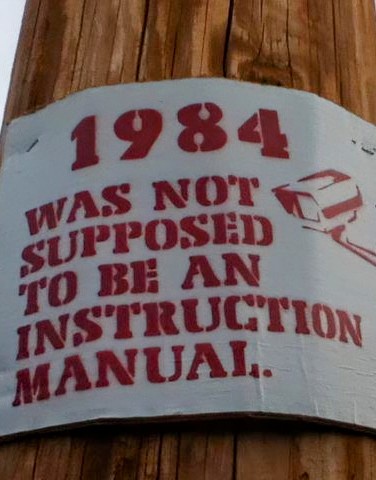 1984
WAS NOT
SUPPOSED
TO BE AN
INSTRUCTION
MANUAL.